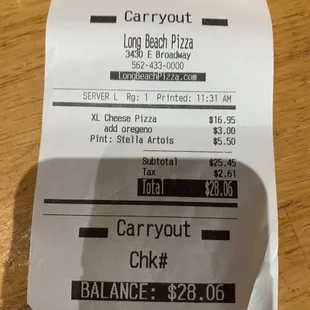 Carryout
Long Beach Pizza
3430 E Broadway
562-433-0000
LongBeachPizza.com
SERVER L Rg: 1 Printed: 11:31 AM
XL Cheese Pizza $16.95
add oregeno $3.00
Pint: Stella Artois $5.50
Subtotal $25.45
Tax $2.61
Total $28.06
Carryout
Chk#
BALANCE: $28.06